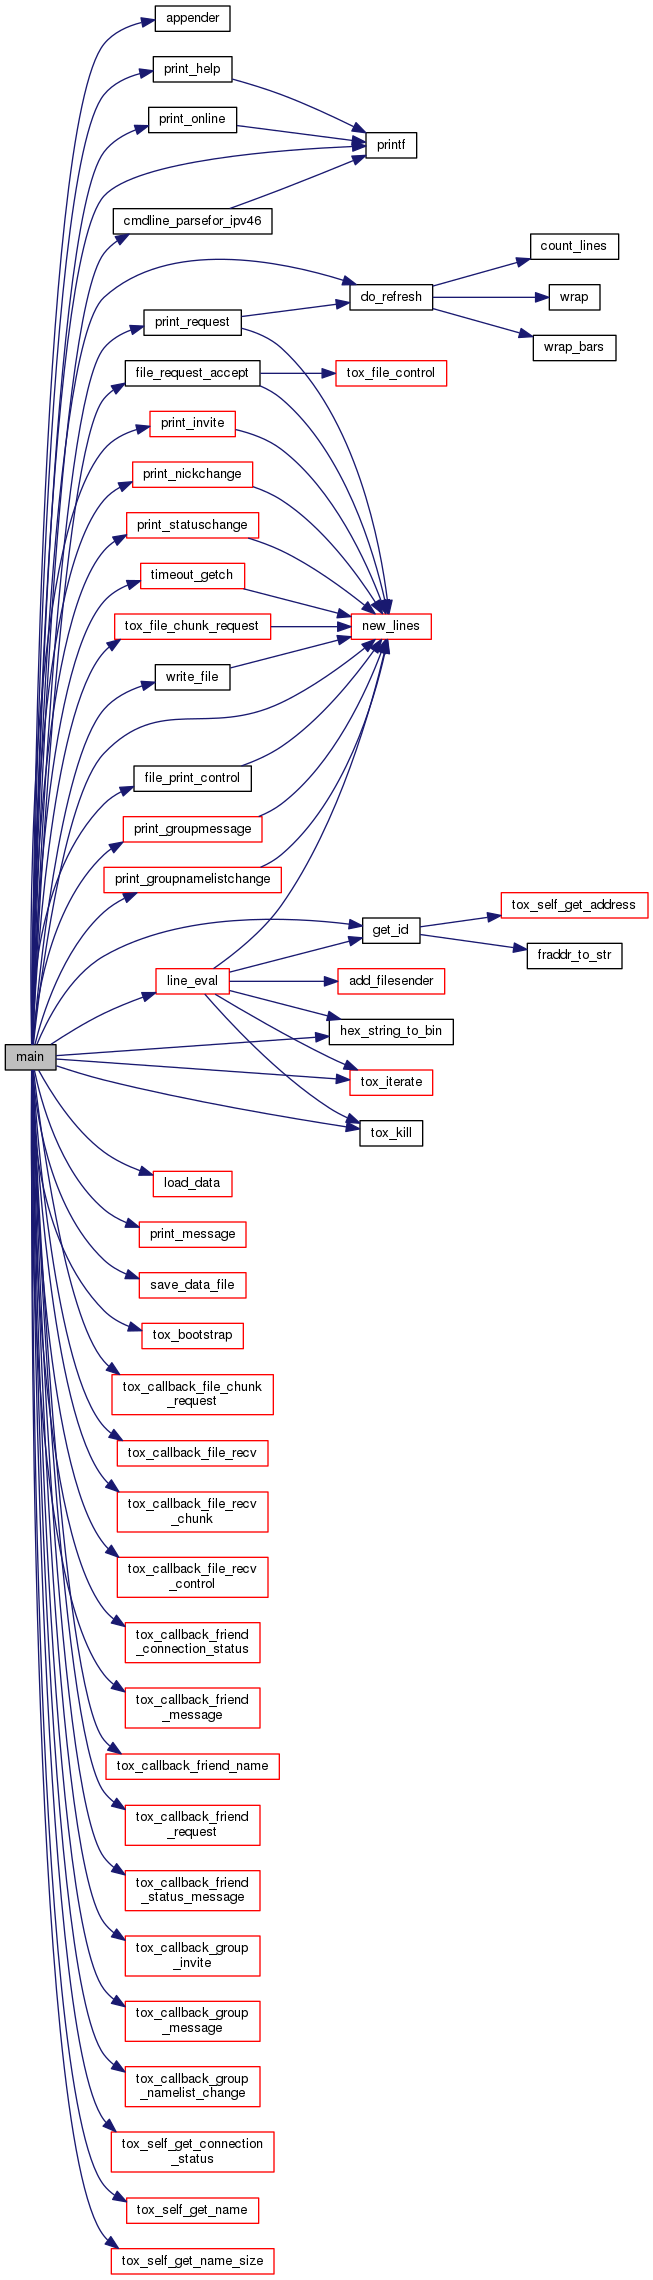 appender
print_help
print_online
printf
cmdline_parsefor_ipv46
count_lines
do_refresh
wrap
print_request
wrap_bars
file_request_accept
tox_file_control
print_invite
print_nickchange
print_statuschange
timeout_getch
tox_file_chunk_request
new_lines
write_file
file_print_control
print_groupmessage
print_groupnamelistchange
tox_self_get_address
get_id
fraddr_to_str
line_eval
add_filesender
hex_string_to_bin
main
tox_iterate
tox_kill
load_data
print_message
save_data_file
tox_bootstrap
tox_callback_file_chunk
_request
tox_callback_file_recv
tox_callback_file_recv
_chunk
tox_callback_file_recv
_control
tox_callback_friend
_connection_status
tox_callback_friend
_message
tox_callback_friend_name
tox_callback_friend
_request
tox_callback_friend
_status_message
tox_callback_group
_invite
tox_callback_group
_message
tox_callback_group
_namelist_change
tox_self_get_connection
_status
tox_self_get_name
tox_self_get_name_size